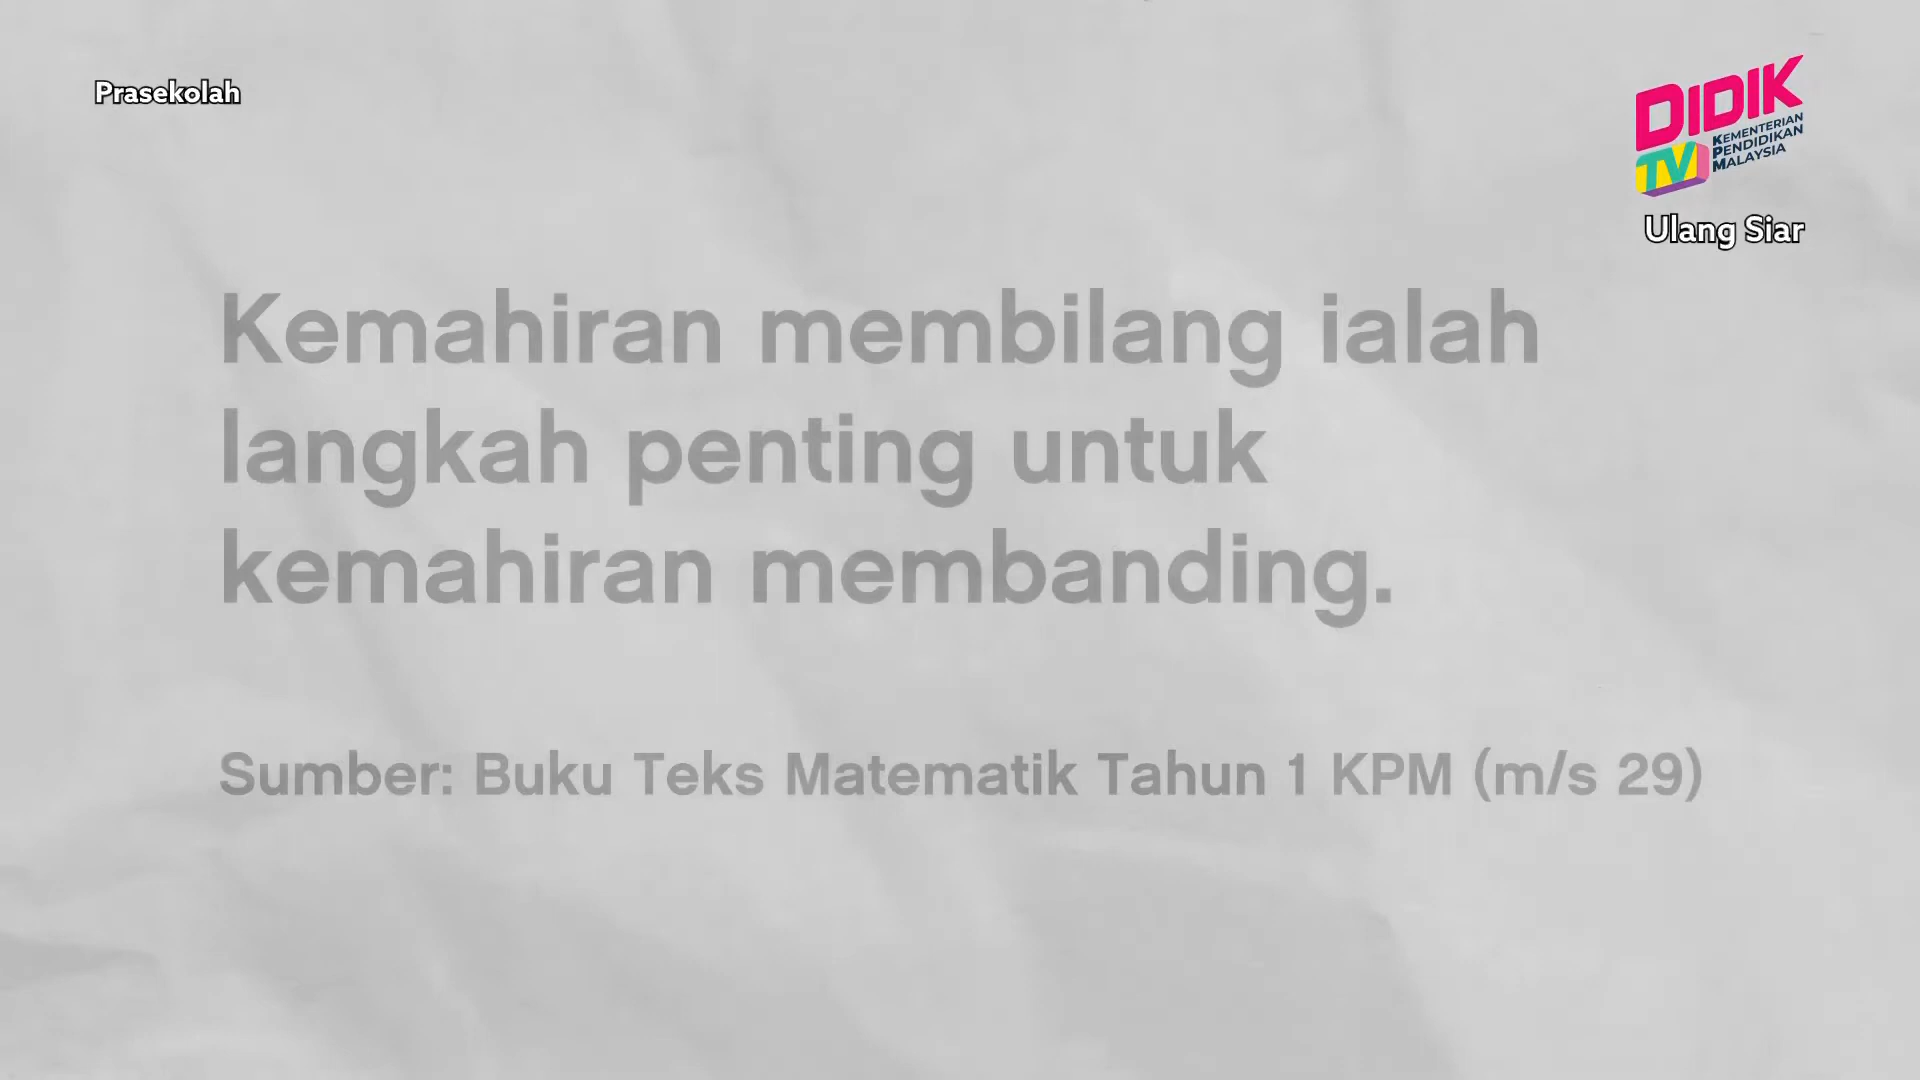 Prasekolah
DIDIK
TV
KEMENTERIAN
PENDIDIKAN
MALAYSIA
Ulang Siar
Kemahiran membilang ialah
langkah penting untuk
kemahiran membanding.
Sumber: Buku Teks Matematik Tahun 1 KPM (m/s 29)